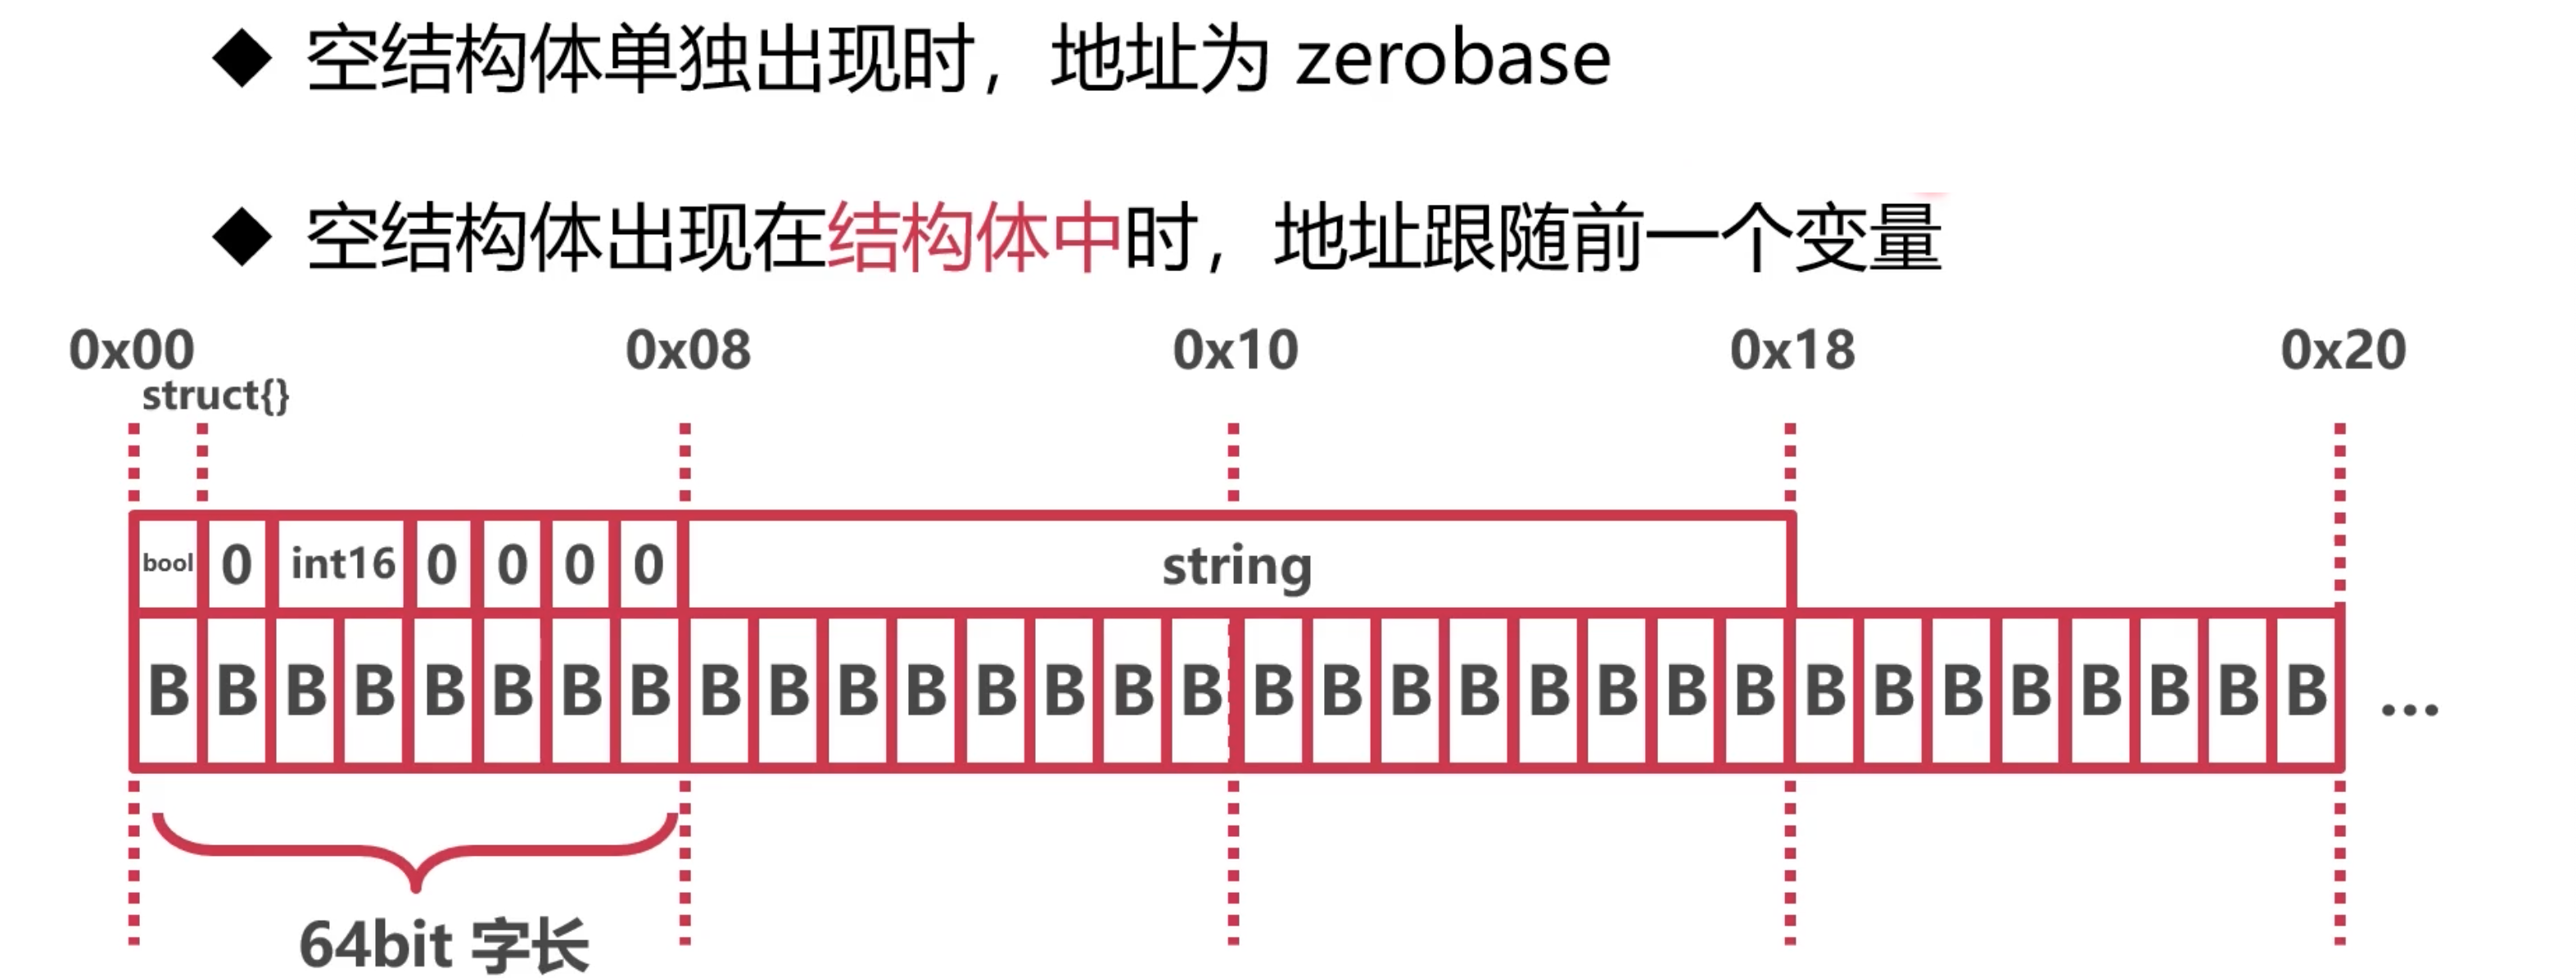 ◆ 空结构体单独出现时，地址为 zerobase
◆ 空结构体出现在结构体中时，地址跟随前一个变量
0x00 0x08 0x10 0x18 0x20
struct{}
bool 0 int16 0 0 0 0 string
B B B B B B B B B B B B B B B B B B B B B B B B B B B B B B B B ...
64bit 字长